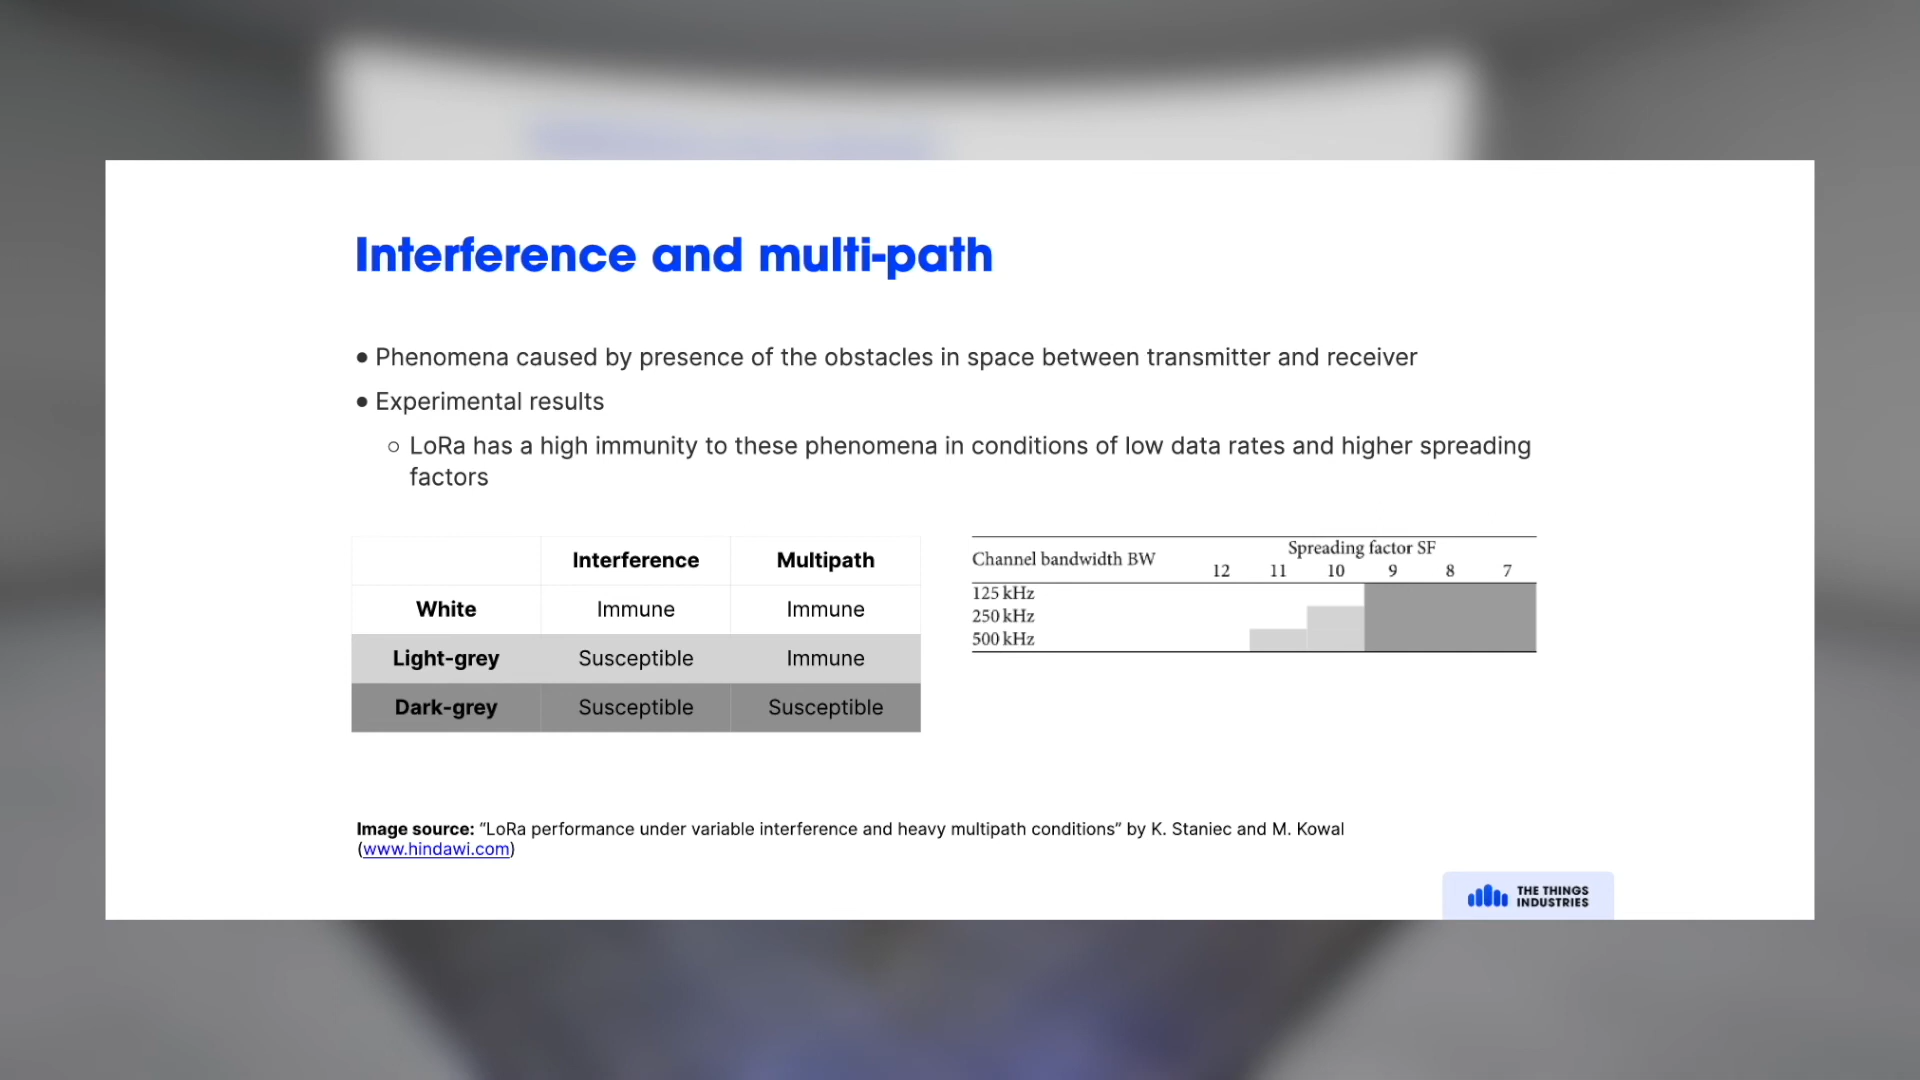 Interference and multi-path
● Phenomena caused by presence of the obstacles in space between transmitter and receiver
● Experimental results
○ LoRa has a high immunity to these phenomena in conditions of low data rates and higher spreading
factors
Interference Multipath
White Immune Immune
Light-grey Susceptible Immune
Dark-grey Susceptible Susceptible
Spreading factor SF
Channel bandwidth BW
12 11 10 9 8 7
125 kHz
250 kHz
500 kHz
Image source: “LoRa performance under variable interference and heavy multipath conditions” by K. Staniec and M. Kowal
(www.hindawi.com)
THE THINGS
INDUSTRIES